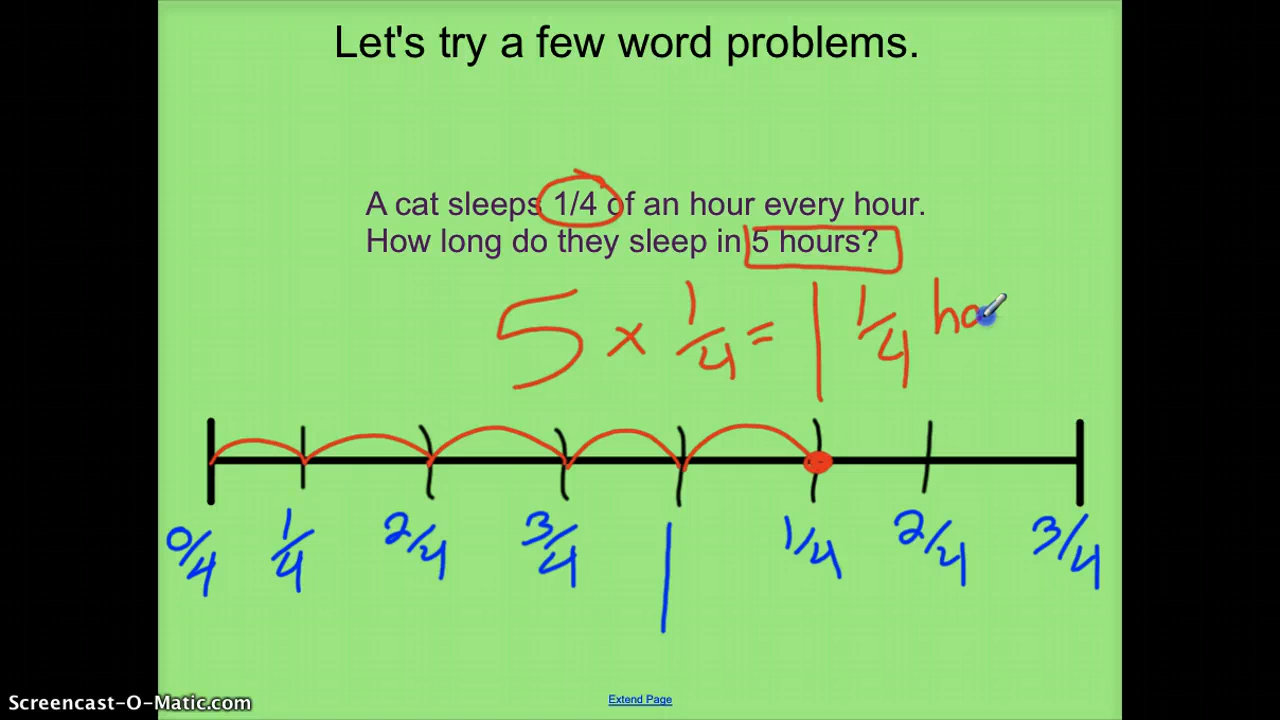 Let's try a few word problems.
A cat sleeps 1/4 of an hour every hour.
How long do they sleep in 5 hours?
5 x 1/4 = 1 1/4 ho
0/4 1/4 2/4 3/4 1 1/4 2/4 3/4
Extend Page
Screencast-O-Matic.com